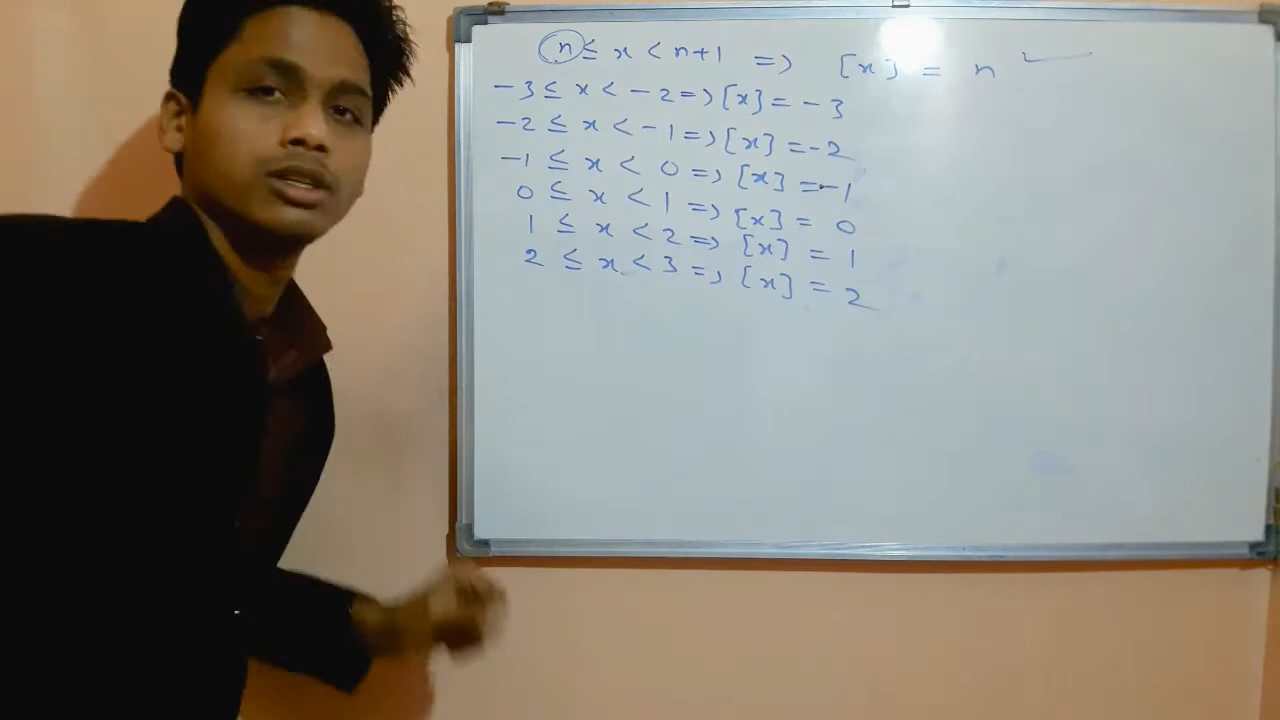 n ≤ x < n+1 => [x] = n
-3 ≤ x < -2 => [x] = -3
-2 ≤ x < -1 => [x] = -2
-1 ≤ x < 0 => [x] = -1
0 ≤ x < 1 => [x] = 0
1 ≤ x < 2 => [x] = 1
2 ≤ x < 3 => [x] = 2